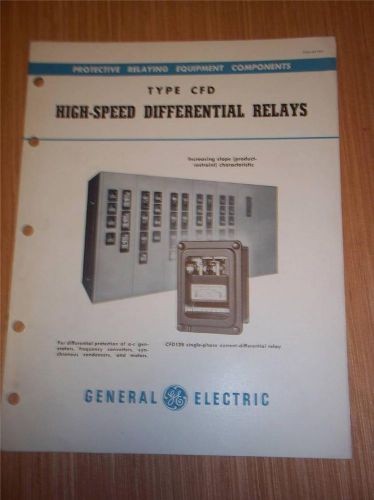 PROTECTIVE RELAYING EQUIPMENT COMPONENTS
TYPE CFD
HIGH-SPEED DIFFERENTIAL RELAYS
Increasing slope (product-
restraint) characteristic
For differential protection of a-c gen-
erators, frequency converters, syn-
chronous condensers, and motors.
CFD12B single-phase current-differential relay
GENERAL GE ELECTRIC